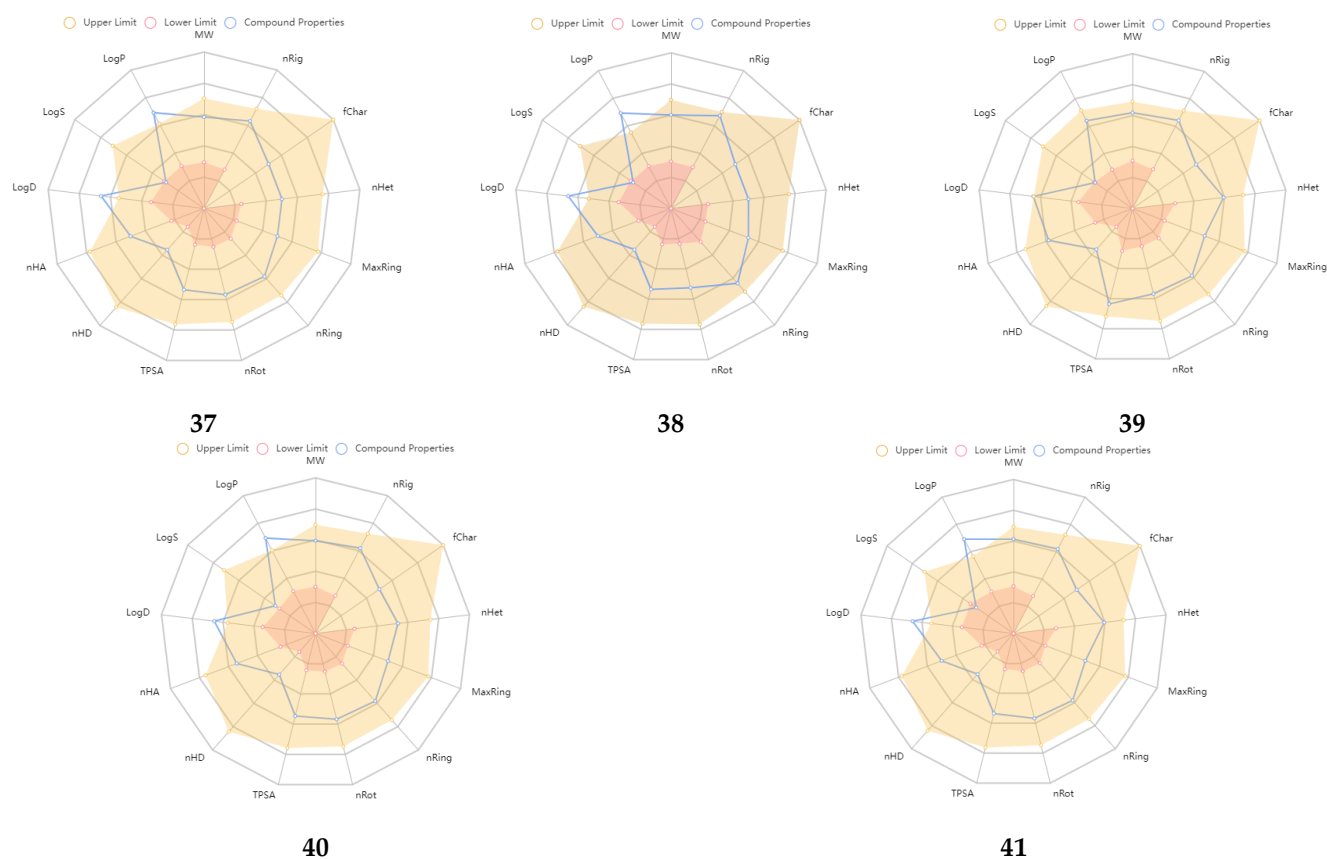 Upper Limit Lower Limit Compound Properties
MW
LogP nRig
LogS fChar
LogD nHet
nHA MaxRing
nHD nRing
TPSA nRot
37
Upper Limit Lower Limit Compound Properties
MW
LogP nRig
LogS fChar
LogD nHet
nHA MaxRing
nHD nRing
TPSA nRot
38
Upper Limit Lower Limit Compound Properties
MW
LogP nRig
LogS fChar
LogD nHet
nHA MaxRing
nHD nRing
TPSA nRot
39
Upper Limit Lower Limit Compound Properties
MW
LogP nRig
LogS fChar
LogD nHet
nHA MaxRing
nHD nRing
TPSA nRot
40
Upper Limit Lower Limit Compound Properties
MW
LogP nRig
LogS fChar
LogD nHet
nHA MaxRing
nHD nRing
TPSA nRot
41